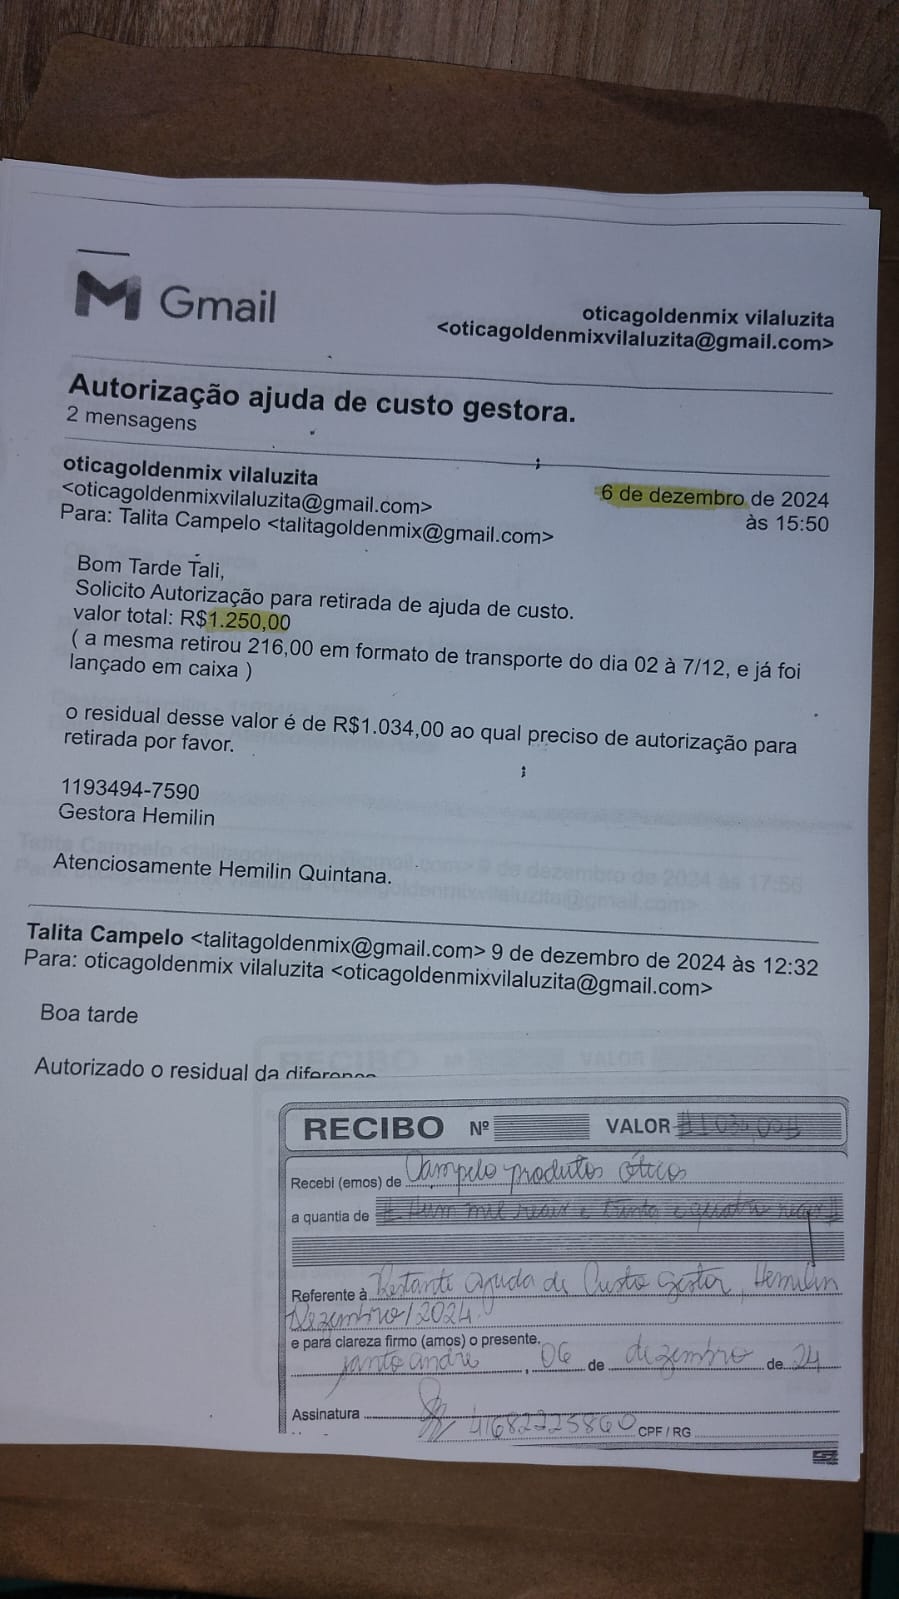 Gmail
oticagoldenmix vilaluzita
<oticagoldenmixvilaluzita@gmail.com>
Autorização ajuda de custo gestora.
2 mensagens
oticagoldenmix vilaluzita
<oticagoldenmixvilaluzita@gmail.com>
Para: Talita Campelo <talitagoldenmix@gmail.com>
6 de dezembro de 2024
às 15:50
Bom Tarde Tali,
Solicito Autorização para retirada de ajuda de custo.
valor total: R$1.250,00
( a mesma retirou 216,00 em formato de transporte do dia 02 à 7/12, e já foi
lançado em caixa )
o residual desse valor é de R$1.034,00 ao qual preciso de autorização para
retirada por favor.
1193494-7590
Gestora Hemilin
Atenciosamente Hemilin Quintana.
Talita Campelo <talitagoldenmix@gmail.com> 9 de dezembro de 2024 às 12:32
Para: oticagoldenmix vilaluzita <oticagoldenmixvilaluzita@gmail.com>
Boa tarde
Autorizado o residual da
RECIBO Nº VALOR
Recebi (emos) de Campelo produtos óticos
a quantia de Hum mil reais e trinta e quatro reais
Referente à Restante ajuda de Custo gestor, Hemilin
Dezembro/2024.
e para clareza firmo (amos) o presente.
santo andré, 06 de dezembro de 24
Assinatura 41682225860 CPF / RG